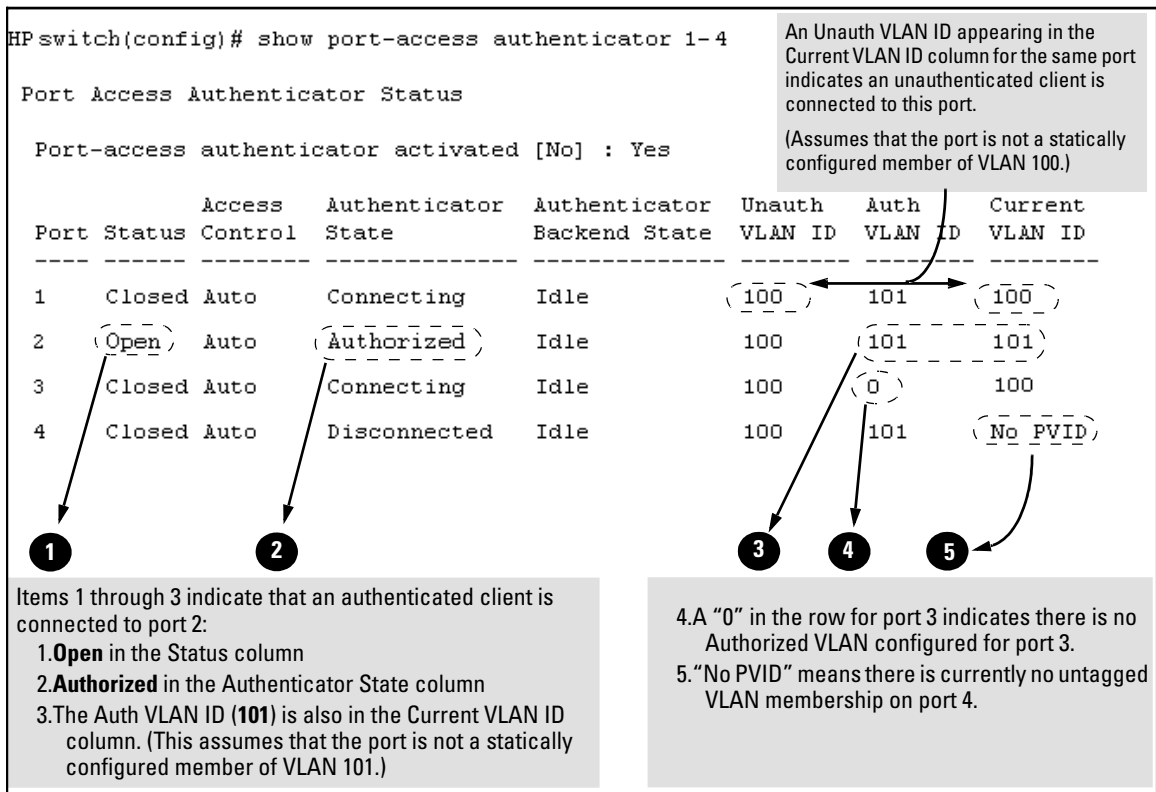 HP switch(config)# show port-access authenticator 1-4
An Unauth VLAN ID appearing in the
Current VLAN ID column for the same port
indicates an unauthenticated client is
connected to this port.
(Assumes that the port is not a statically
configured member of VLAN 100.)
Port Access Authenticator Status
Port-access authenticator activated [No] : Yes
Access Authenticator Authenticator Unauth Auth Current
Port Status Control State Backend State VLAN ID VLAN ID VLAN ID
---- ------ -------- -------------- -------------- -------- -------- ---------
1 Closed Auto Connecting Idle 100 101 100
2 Open Auto Authorized Idle 100 101 101
3 Closed Auto Connecting Idle 100 0 100
4 Closed Auto Disconnected Idle 100 101 No PVID
1 2 3 4 5
Items 1 through 3 indicate that an authenticated client is
connected to port 2:
1.Open in the Status column
2.Authorized in the Authenticator State column
3.The Auth VLAN ID (101) is also in the Current VLAN ID
column. (This assumes that the port is not a statically
configured member of VLAN 101.)
4.A “0” in the row for port 3 indicates there is no
Authorized VLAN configured for port 3.
5.“No PVID” means there is currently no untagged
VLAN membership on port 4.